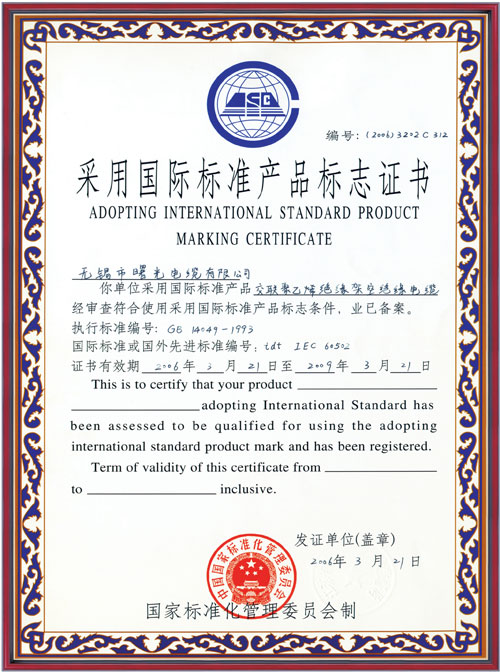 编号: (2006)3202C312
采用国际标准产品标志证书
ADOPTING INTERNATIONAL STANDARD PRODUCT
MARKING CERTIFICATE
无锡市曙光电缆有限公司
你单位采用国际标准产品 交联聚乙烯绝缘架空绝缘电缆
经审查符合使用采用国际标准产品标志条件，业已备案。
执行标准编号: GB 14049-1993
国际标准或国外先进标准编号: idt IEC 60502
证书有效期 2006 年 3 月 21 日至 2009 年 3 月 21 日
This is to certify that your product
adopting International Standard has
been assessed to be qualified for using the adopting
international standard product mark and has been registered.
Term of validity of this certificate from
to inclusive.
发证单位(盖章)
2006年 3 月 21 日
中国国家标准化管理委员会
国家标准化管理委员会制